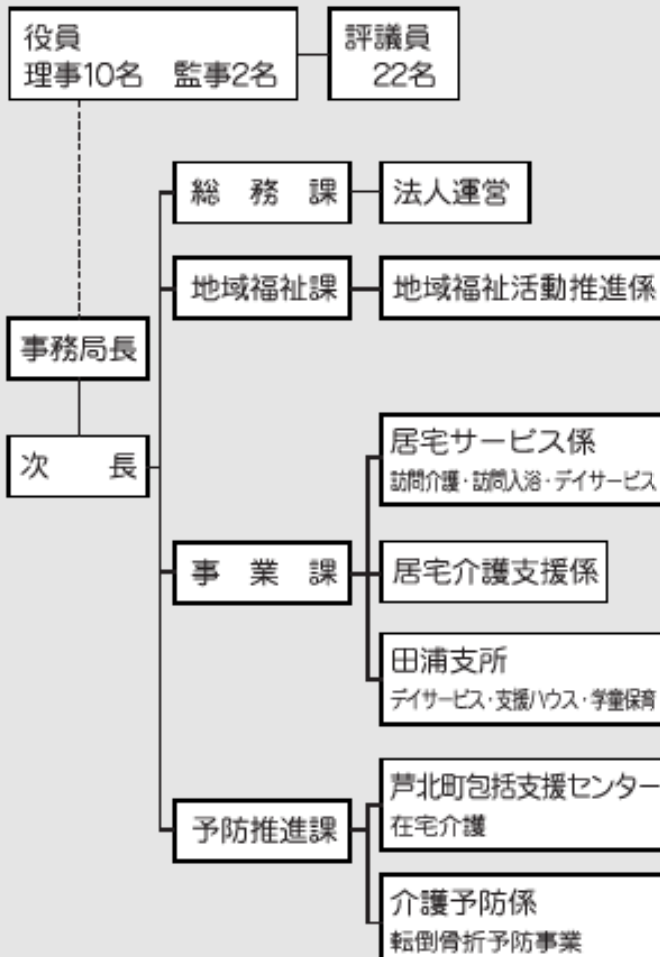 役員
理事10名 監事2名
評議員
22名
総務課
法人運営
地域福祉課
地域福祉活動推進係
事務局長
次長
居宅サービス係
訪問介護・訪問入浴・デイサービス
事業課
居宅介護支援係
田浦支所
デイサービス・支援ハウス・学童保育
芦北町包括支援センター
在宅介護
予防推進課
介護予防係
転倒骨折予防事業